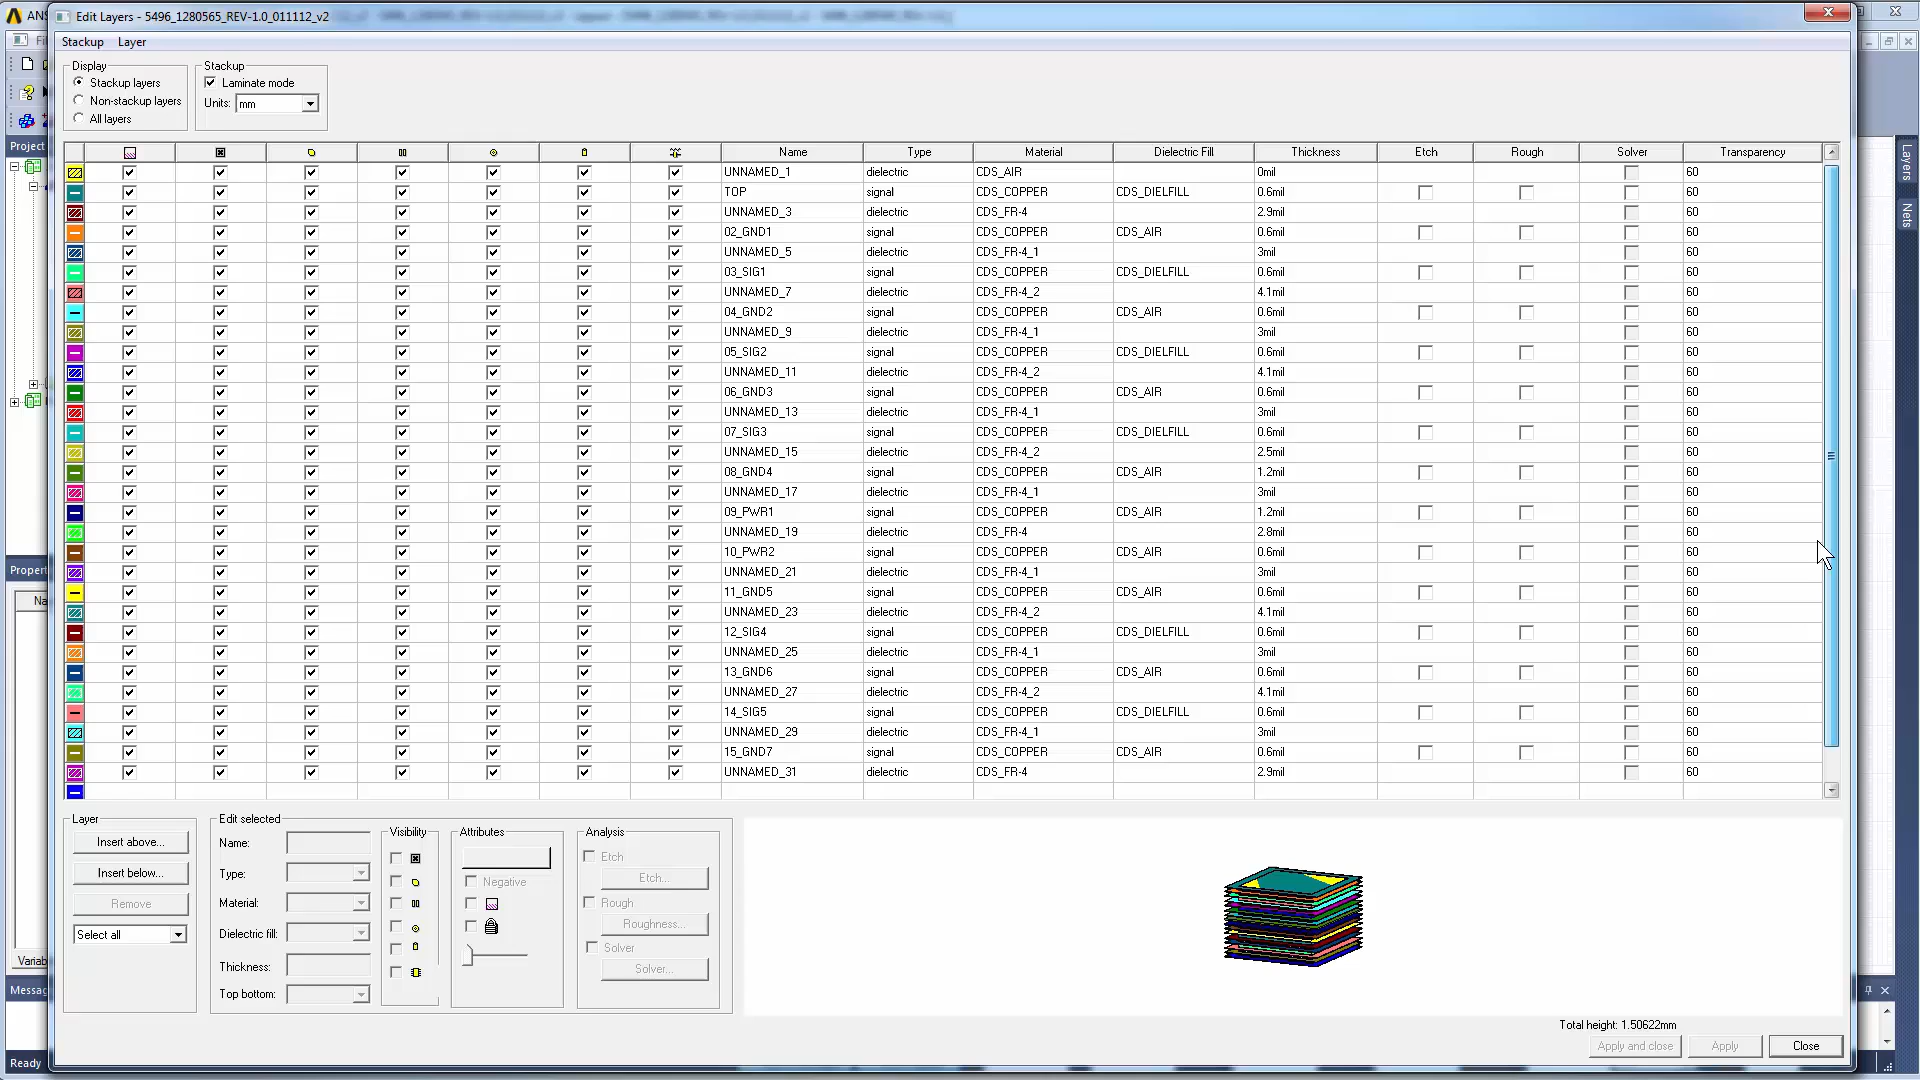 ANS
Edit Layers - 5496_1280565_REV-1.0_011112_v2
Stackup Layer
Display
Stackup layers
Non-stackup layers
All layers
Stackup
Laminate mode
Units: mm
Project
Name Type Material Dielectric Fill Thickness Etch Rough Solver Transparency
UNNAMED_1 dielectric CDS_AIR 0mil 60
TOP signal CDS_COPPER CDS_DIELFILL 0.6mil 60
UNNAMED_3 dielectric CDS_FR-4 2.9mil 60
02_GND1 signal CDS_COPPER CDS_AIR 0.6mil 60
UNNAMED_5 dielectric CDS_FR-4_1 3mil 60
03_SIG1 signal CDS_COPPER CDS_DIELFILL 0.6mil 60
UNNAMED_7 dielectric CDS_FR-4_2 4.1mil 60
04_GND2 signal CDS_COPPER CDS_AIR 0.6mil 60
UNNAMED_9 dielectric CDS_FR-4_1 3mil 60
05_SIG2 signal CDS_COPPER CDS_DIELFILL 0.6mil 60
UNNAMED_11 dielectric CDS_FR-4_2 4.1mil 60
06_GND3 signal CDS_COPPER CDS_AIR 0.6mil 60
UNNAMED_13 dielectric CDS_FR-4_1 3mil 60
07_SIG3 signal CDS_COPPER CDS_DIELFILL 0.6mil 60
UNNAMED_15 dielectric CDS_FR-4_2 2.5mil 60
08_GND4 signal CDS_COPPER CDS_AIR 1.2mil 60
UNNAMED_17 dielectric CDS_FR-4_1 3mil 60
09_PWR1 signal CDS_COPPER CDS_AIR 1.2mil 60
UNNAMED_19 dielectric CDS_FR-4 2.8mil 60
10_PWR2 signal CDS_COPPER CDS_AIR 0.6mil 60
UNNAMED_21 dielectric CDS_FR-4_1 3mil 60
11_GND5 signal CDS_COPPER CDS_AIR 0.6mil 60
UNNAMED_23 dielectric CDS_FR-4_2 4.1mil 60
12_SIG4 signal CDS_COPPER CDS_DIELFILL 0.6mil 60
UNNAMED_25 dielectric CDS_FR-4_1 3mil 60
13_GND6 signal CDS_COPPER CDS_AIR 0.6mil 60
UNNAMED_27 dielectric CDS_FR-4_2 4.1mil 60
14_SIG5 signal CDS_COPPER CDS_DIELFILL 0.6mil 60
UNNAMED_29 dielectric CDS_FR-4_1 3mil 60
15_GND7 signal CDS_COPPER CDS_AIR 0.6mil 60
UNNAMED_31 dielectric CDS_FR-4 2.9mil 60
Layers
Nets
Propert
Na
Variab
Messag
Ready
Layer
Insert above...
Insert below...
Remove
Select all
Edit selected
Name:
Type:
Material:
Dielectric fill:
Thickness:
Top bottom:
Visibility
Attributes
Negative
Analysis
Etch
Etch...
Rough
Roughness...
Solver
Solver...
Total height: 1.50622mm
Apply and close Apply Close